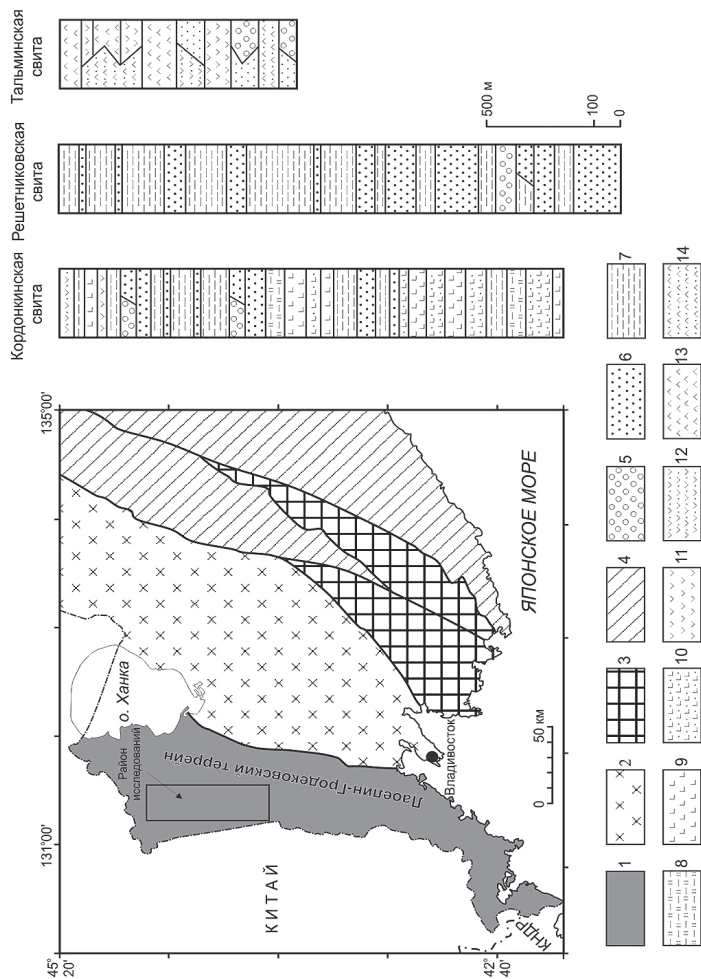 Кордонкинская
свита
Решетниковская
свита
Тальминская
свита
500 м
100
0
131°00'
135°00'
45°
20'
42°
40'
о. Ханка
Район
исследований
Лаоелин-Гродековский террейн
КИТАЙ
КНДР
Владивосток
ЯПОНСКОЕ МОРЕ
0
50 км
1
2
3
4
5
6
7
8
9
10
11
12
13
14